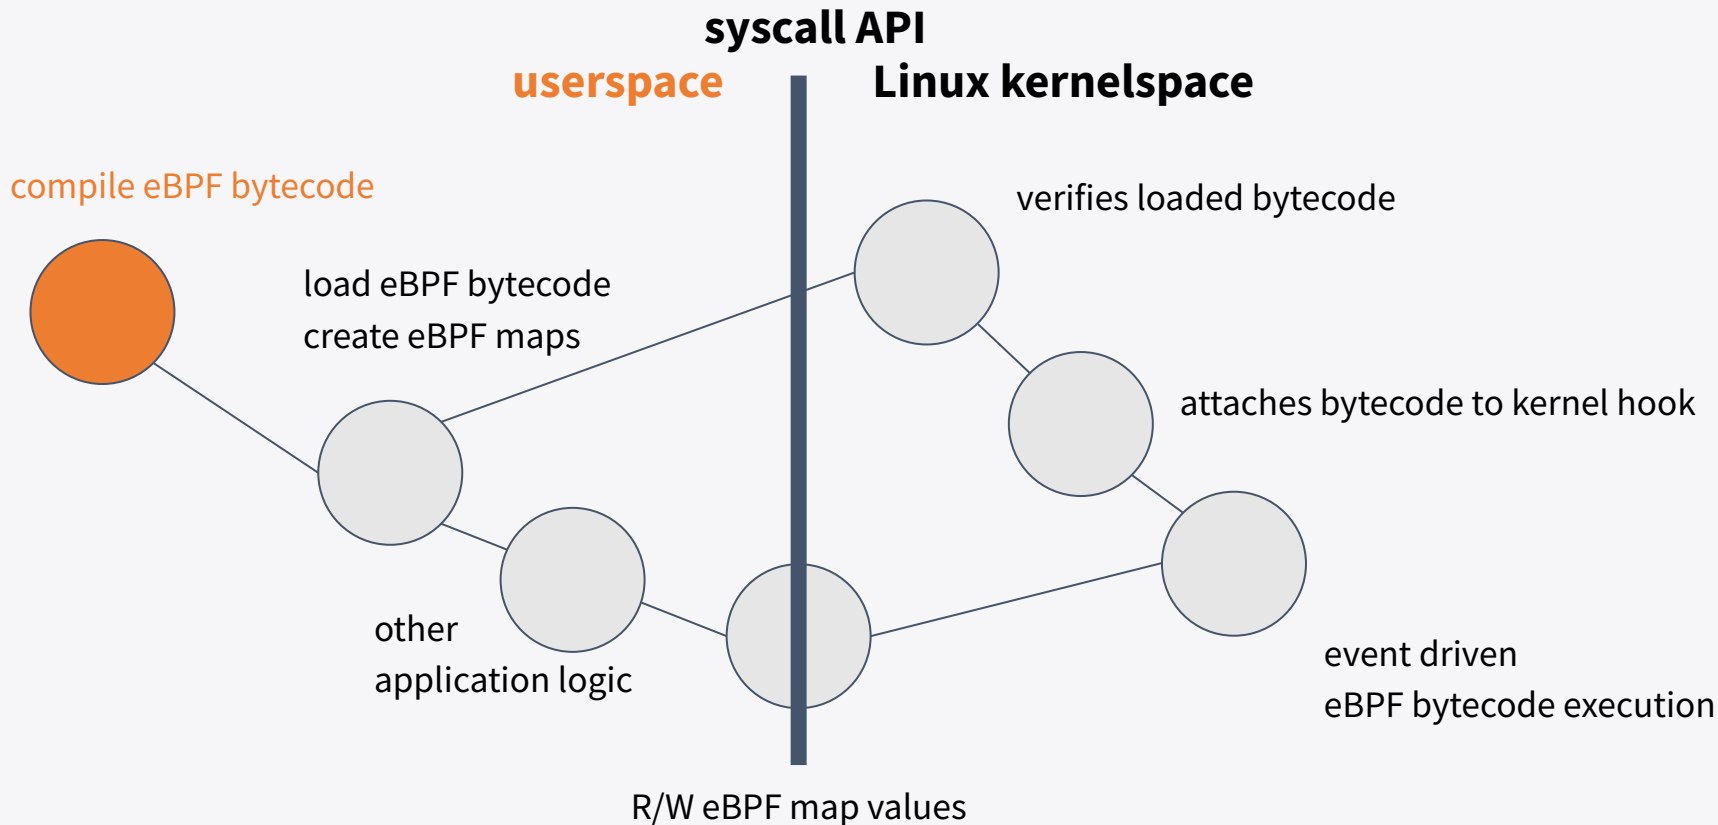 syscall API
userspace
Linux kernelspace
compile eBPF bytecode
verifies loaded bytecode
load eBPF bytecode
create eBPF maps
attaches bytecode to kernel hook
other
application logic
event driven
eBPF bytecode execution
R/W eBPF map values